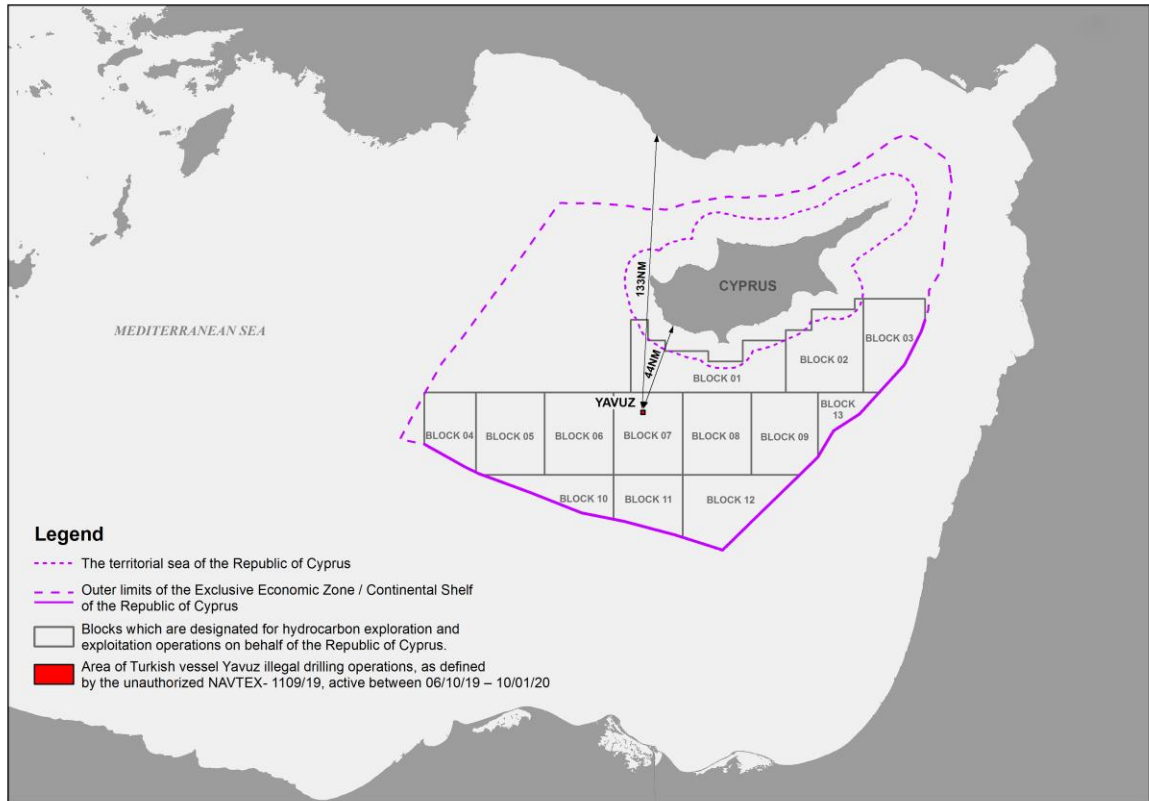 133NM
CYPRUS
MEDITERRANEAN SEA
44NM
BLOCK 03
BLOCK 02
BLOCK 01
YAVUZ
BLOCK
13
BLOCK 04
BLOCK 05
BLOCK 06
BLOCK 07
BLOCK 08
BLOCK 09
BLOCK 10
BLOCK 11
BLOCK 12
Legend
The territorial sea of the Republic of Cyprus
Outer limits of the Exclusive Economic Zone / Continental Shelf
of the Republic of Cyprus
Blocks which are designated for hydrocarbon exploration and
exploitation operations on behalf of the Republic of Cyprus.
Area of Turkish vessel Yavuz illegal drilling operations, as defined
by the unauthorized NAVTEX- 1109/19, active between 06/10/19 – 10/01/20